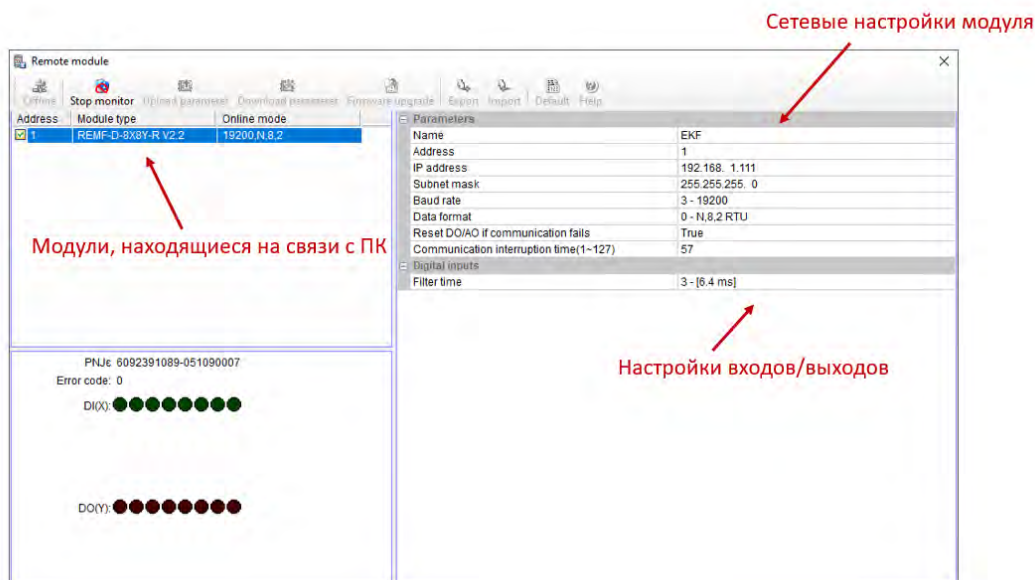 Сетевые настройки модуля
Remote module
Offline Stop monitor Upload parameter Download parameter Firmware upgrade Export Import Default Help
Address Module type Online mode
1 REMF-D-8X8Y-R V2.2 19200,N,8,2
Parameters
Name EKF
Address 1
IP address 192.168. 1.111
Subnet mask 255.255.255. 0
Baud rate 3 - 19200
Data format 0 - N,8,2 RTU
Reset DO/AO if communication fails True
Communication interruption time(1~127) 57
Digital inputs
Filter time 3 - [6.4 ms]
Модули, находящиеся на связи с ПК
Настройки входов/выходов
PNJє 6092391089-051090007
Error code: 0
DI(X):
DO(Y):